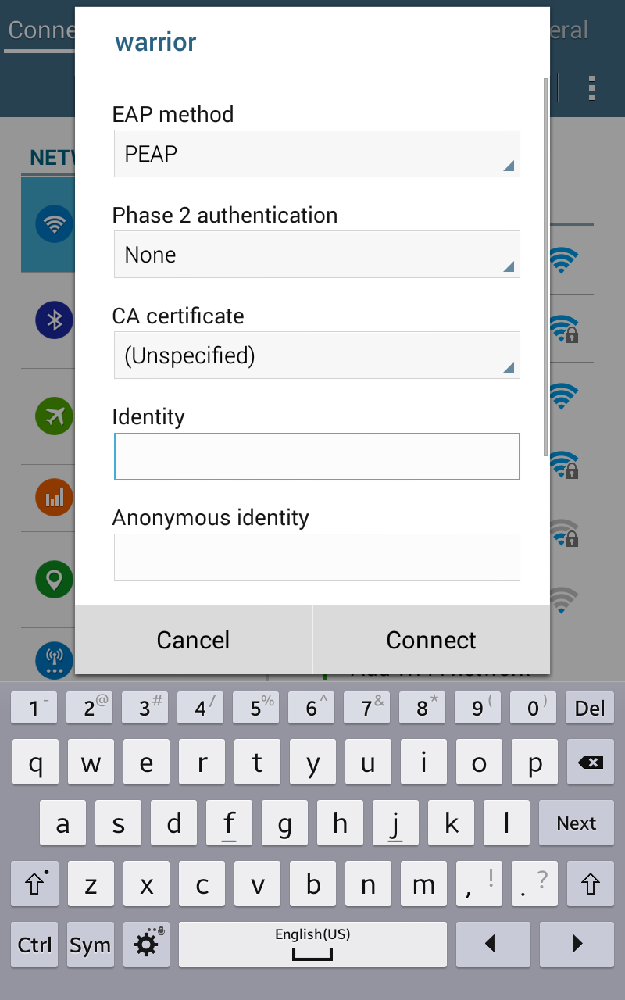 Conne
eral
warrior
NETW
EAP method
PEAP
Phase 2 authentication
None
CA certificate
(Unspecified)
Identity
Anonymous identity
Cancel
Connect
1 - 2 @ 3 # 4 / 5 % 6 ^ 7 & 8 * 9 ( 0 ) Del
q w e r t y u i o p
a s d f g h j k l Next
z x c v b n m , ! . ?
Ctrl Sym English(US)